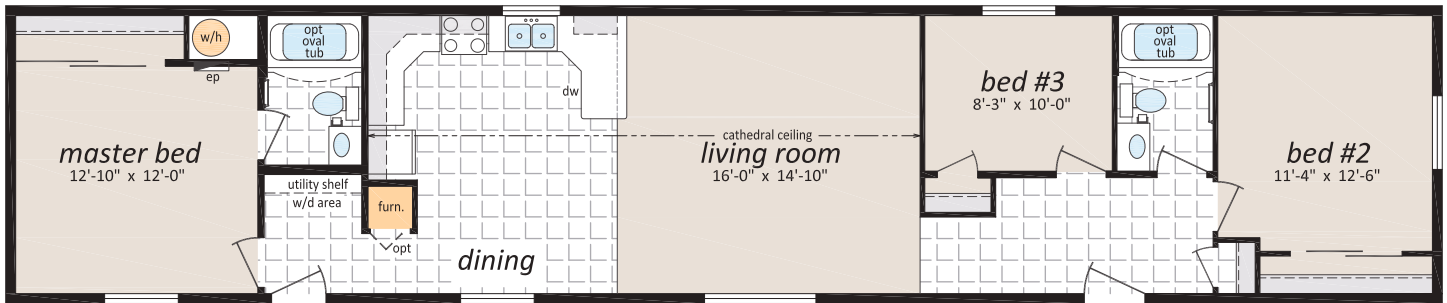 w/h
ep
opt
oval
tub
master bed
12'-10" x 12'-0"
utility shelf
w/d area
furn.
opt
dining
dw
cathedral ceiling
living room
16'-0" x 14'-10"
bed #3
8'-3" x 10'-0"
opt
oval
tub
bed #2
11'-4" x 12'-6"